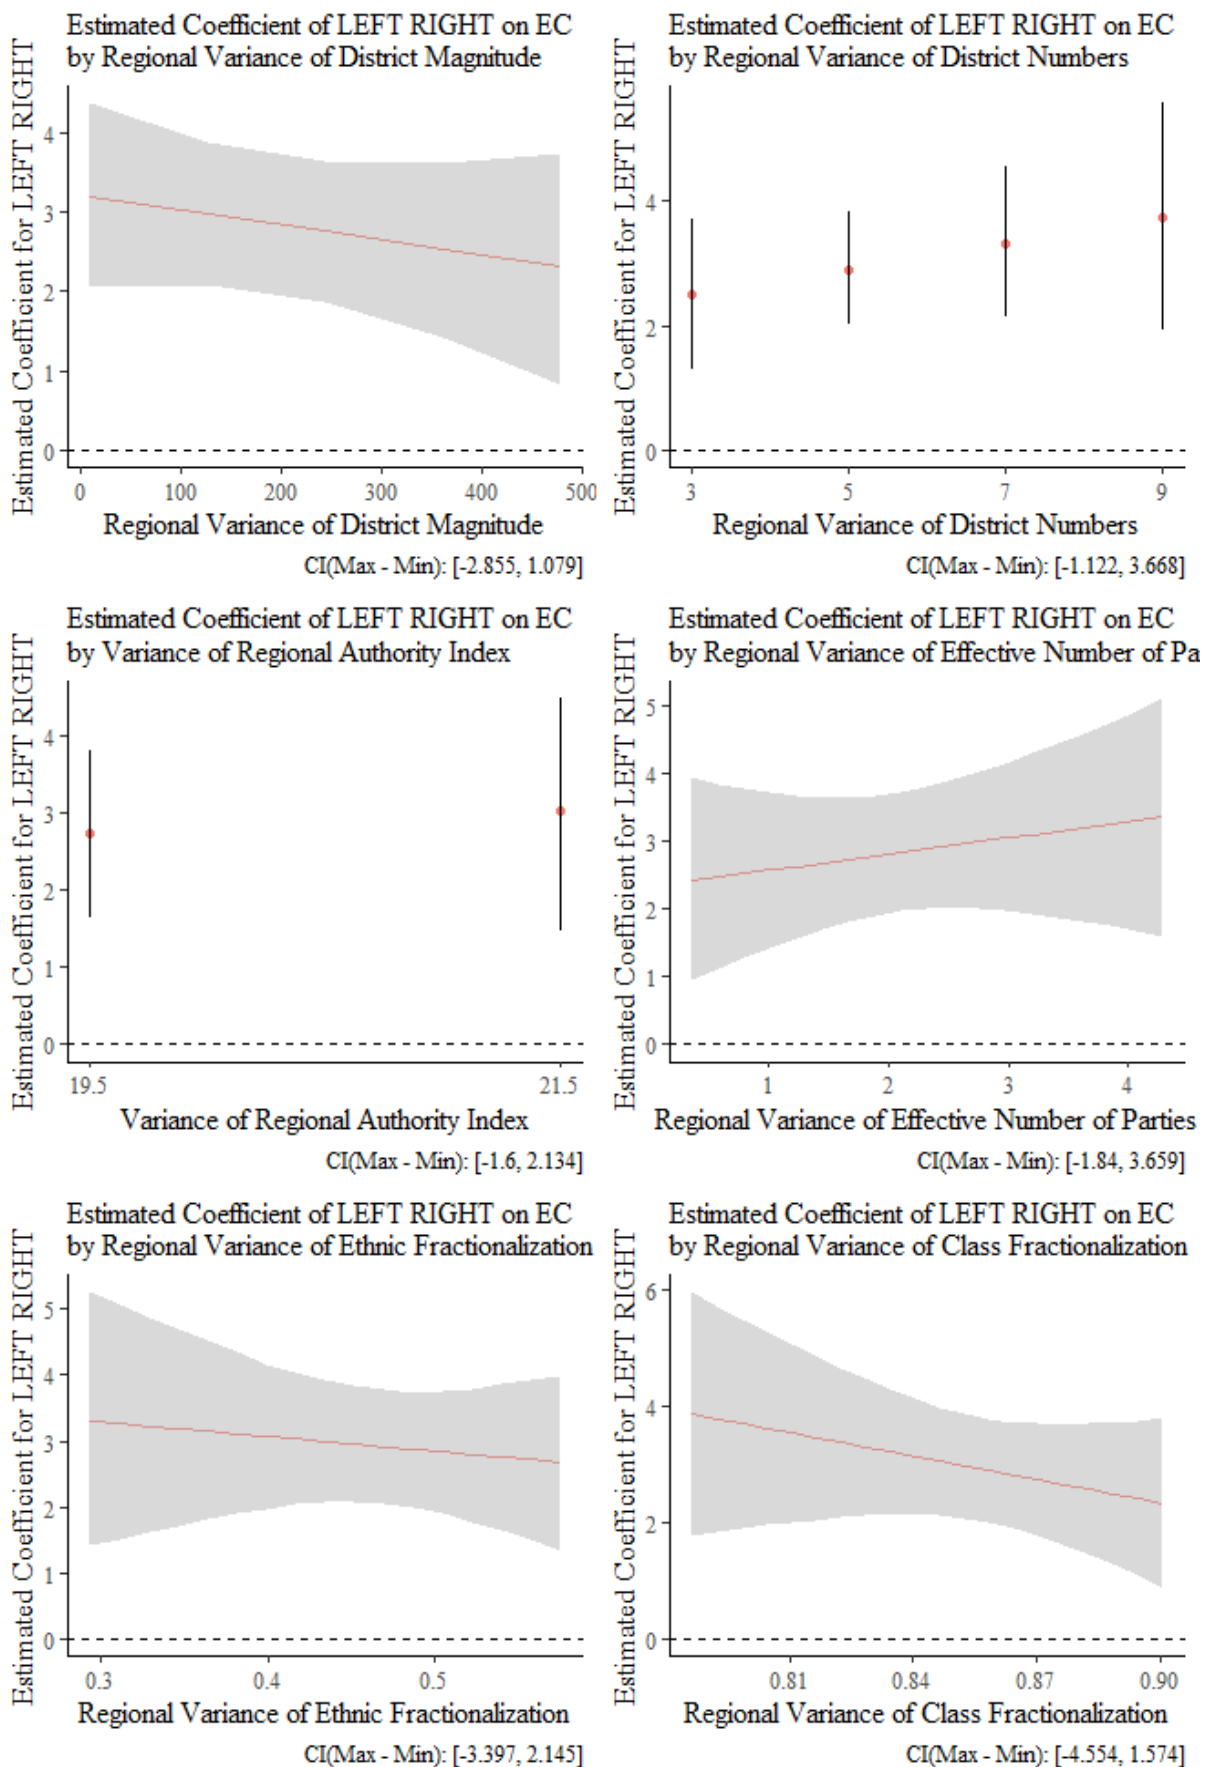 Estimated Coefficient of LEFT RIGHT on EC
by Regional Variance of District Magnitude
Estimated Coefficient for LEFT RIGHT
4
3
2
1
0
0 100 200 300 400 500
Regional Variance of District Magnitude
CI(Max - Min): [-2.855, 1.079]
Estimated Coefficient of LEFT RIGHT on EC
by Regional Variance of District Numbers
Estimated Coefficient for LEFT RIGHT
4
2
0
3 5 7 9
Regional Variance of District Numbers
CI(Max - Min): [-1.122, 3.668]
Estimated Coefficient of LEFT RIGHT on EC
by Variance of Regional Authority Index
Estimated Coefficient for LEFT RIGHT
4
3
2
1
0
19.5 21.5
Variance of Regional Authority Index
CI(Max - Min): [-1.6, 2.134]
Estimated Coefficient of LEFT RIGHT on EC
by Regional Variance of Effective Number of Pa
Estimated Coefficient for LEFT RIGHT
5
4
3
2
1
0
1 2 3 4
Regional Variance of Effective Number of Parties
CI(Max - Min): [-1.84, 3.659]
Estimated Coefficient of LEFT RIGHT on EC
by Regional Variance of Ethnic Fractionalization
Estimated Coefficient for LEFT RIGHT
5
4
3
2
1
0
0.3 0.4 0.5
Regional Variance of Ethnic Fractionalization
CI(Max - Min): [-3.397, 2.145]
Estimated Coefficient of LEFT RIGHT on EC
by Regional Variance of Class Fractionalization
Estimated Coefficient for LEFT RIGHT
6
4
2
0
0.81 0.84 0.87 0.90
Regional Variance of Class Fractionalization
CI(Max - Min): [-4.554, 1.574]